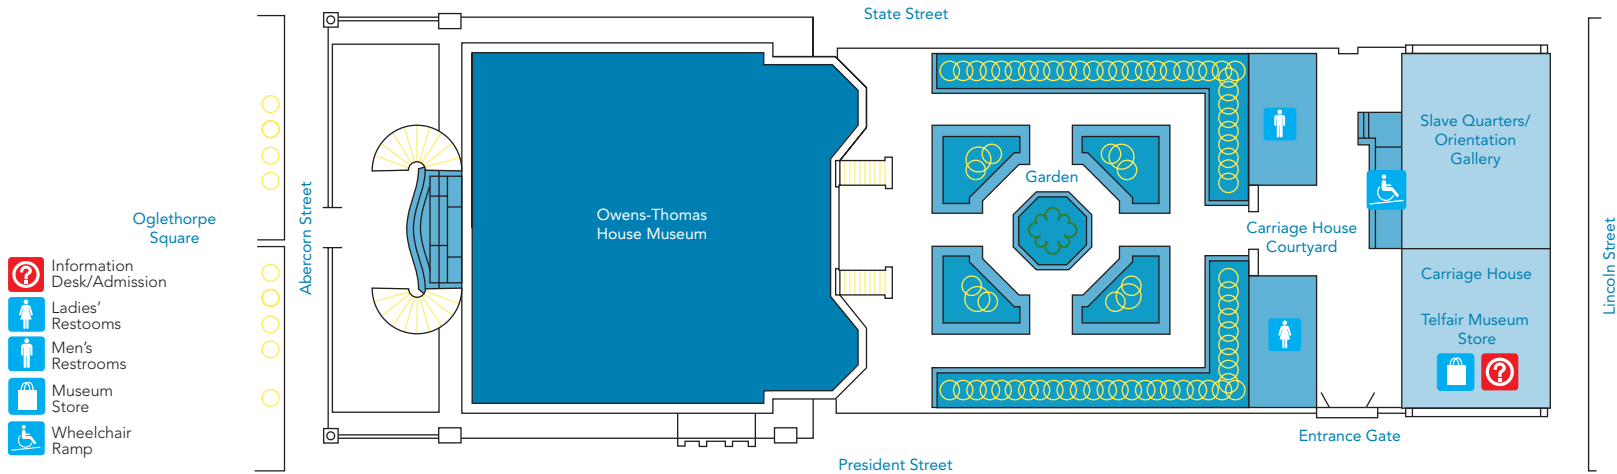 State Street
Oglethorpe
Square
Abercorn Street
Information
Desk/Admission
Ladies'
Restooms
Men's
Restrooms
Museum
Store
Wheelchair
Ramp
Owens-Thomas
House Museum
Garden
Carriage House
Courtyard
Slave Quarters/
Orientation
Gallery
Carriage House
Telfair Museum
Store
Lincoln Street
Entrance Gate
President Street